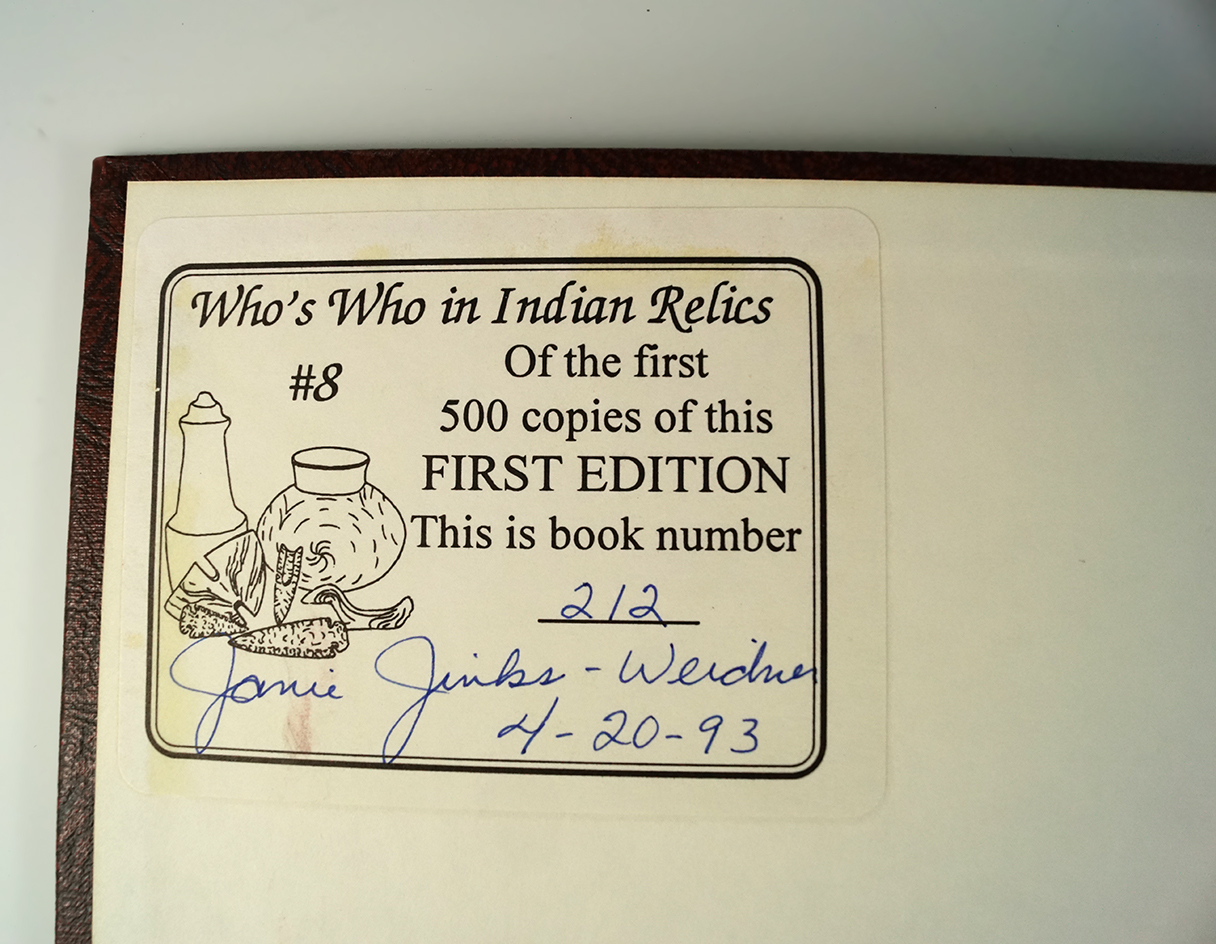 Who's Who in Indian Relics
#8
Of the first
500 copies of this
FIRST EDITION
This is book number
212
Janie Jinks-Weidner
4-20-93